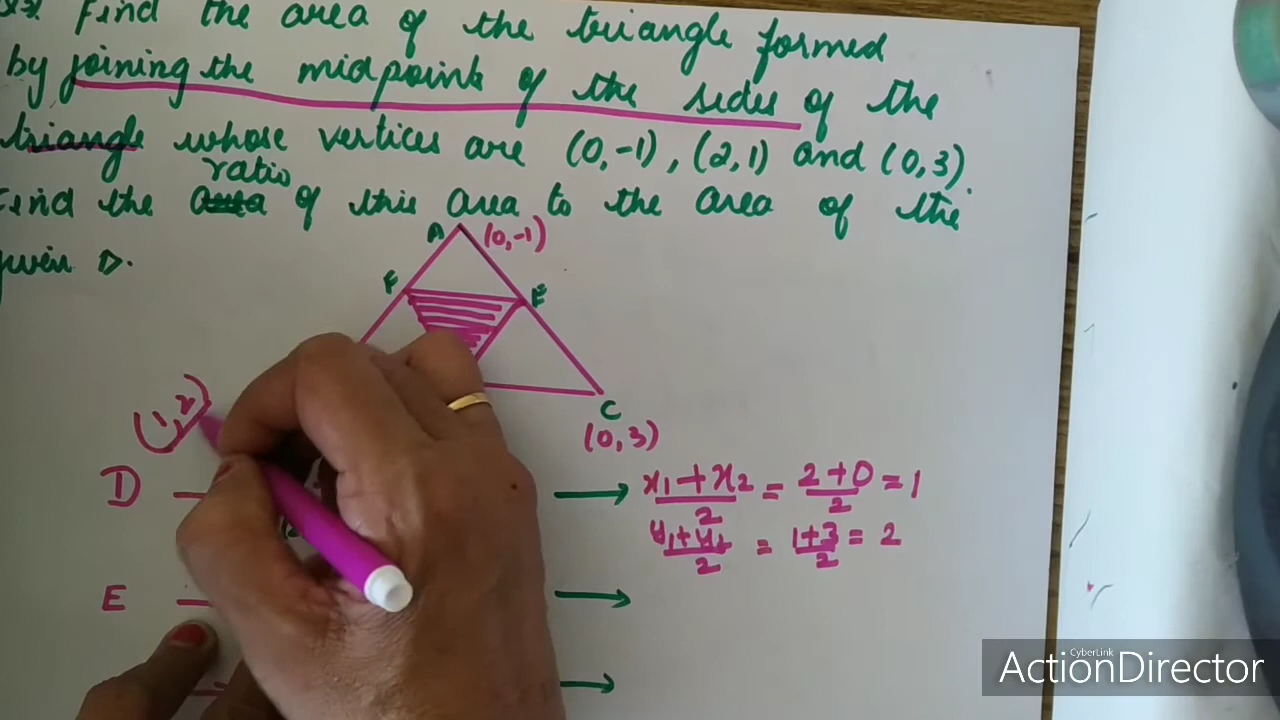 Find the area of the triangle formed
by joining the midpoints of the sides of the
triangle whose vertices are (0,-1), (2,1) and (0,3).
ratio
Find the area of this area to the area of the
given Δ.
A (0,-1)
F E
C
(0,3)
(1,2)
D x₁+x₂/2 = 2+0/2 = 1
y₁+y₂/2 = 1+3/2 = 2
E
CyberLink
ActionDirector